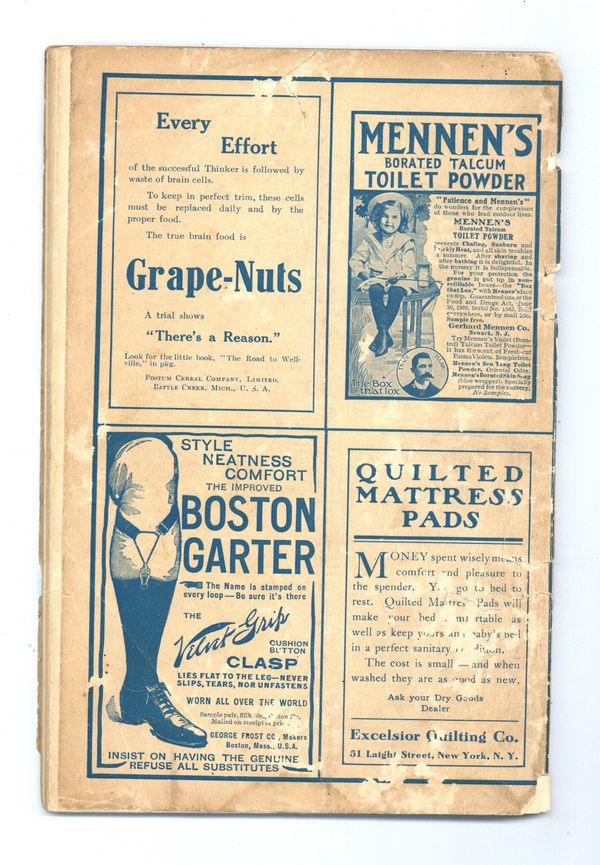 Every
Effort
of the successful Thinker is followed by
waste of brain cells.
To keep in perfect trim, these cells
must be replaced daily and by the
proper food.
The true brain food is
Grape-Nuts
A trial shows
"There's a Reason."
Look for the little book, "The Road to Well-
ville," in pkg.
POSTUM CEREAL COMPANY, LIMITED,
BATTLE CREEK, MICH., U. S. A.
MENNEN'S
BORATED TALCUM
TOILET POWDER
"Patience and Mennen's"
do wonders for the complexions
of those who lead outdoor lives.
MENNEN'S
Borated Talcum
TOILET POWDER
prevents Chafing, Sunburn and
Prickly Heat, and all skin troubles
of summer. After shaving and
after bathing it is delightful. In
the nursery it is indispensable.
For your protection the
genuine is put up in non-
refillable boxes—the "Box
that Lox," with Mennen's face
on top. Guaranteed under the
Food and Drugs Act, June
30, 1906. Serial No. 1542. Sold
everywhere, or by mail 25c.
Sample free.
Gerhard Mennen Co.
Newark, N. J.
Try Mennen's Violet (Bora-
ted) Talcum Toilet Powder—
It has the scent of Fresh-cut
Parma Violets. Sample free.
Mennen's Sen Yang Toilet
Powder, Oriental Odor.
Mennen's Borated Skin Soap
(blue wrapper). Specially
prepared for the nursery.
No Samples.
The Box
that lox
STYLE
NEATNESS
COMFORT
THE IMPROVED
BOSTON
GARTER
The Name is stamped on
every loop—Be sure it's there
THE
Velvet Grip
CUSHION
BUTTON
CLASP
LIES FLAT TO THE LEG—NEVER
SLIPS, TEARS, NOR UNFASTENS
WORN ALL OVER THE WORLD
Sample pair, Silk
Mailed on receipt of
GEORGE FROST CO., Makers
Boston, Mass., U.S.A.
INSIST ON HAVING THE GENUINE
REFUSE ALL SUBSTITUTES
QUILTED
MATTRESS
PADS
MONEY spent wisely means
comfort and pleasure to
the spender. go to bed to
rest. Quilted Mattress Pads will
make your bed as
well as keep yours and baby's bed
in a perfect sanitary
The cost is small—and when
washed they are as good as new.
Ask your Dry Goods
Dealer
Excelsior Quilting Co.
51 Laight Street, New York, N. Y.